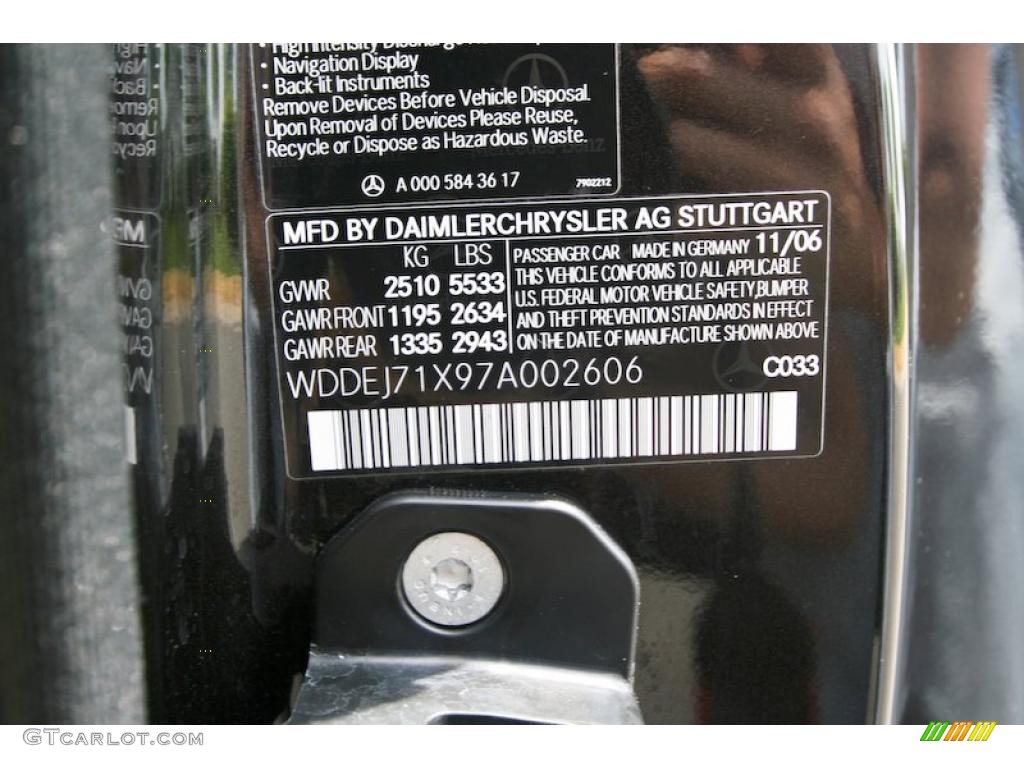 • High Intensity Discharge
• Navigation Display
• Back-lit Instruments
Remove Devices Before Vehicle Disposal.
Upon Removal of Devices Please Reuse,
Recycle or Dispose as Hazardous Waste.
A 000 584 36 17 7902212
MFD BY DAIMLERCHRYSLER AG STUTTGART
KG LBS
GVWR 2510 5533
GAWR FRONT 1195 2634
GAWR REAR 1335 2943
PASSENGER CAR MADE IN GERMANY 11/06
THIS VEHICLE CONFORMS TO ALL APPLICABLE
U.S. FEDERAL MOTOR VEHICLE SAFETY, BUMPER
AND THEFT PREVENTION STANDARDS IN EFFECT
ON THE DATE OF MANUFACTURE SHOWN ABOVE
WDDEJ71X97A002606 C033
GTCARLOT.COM